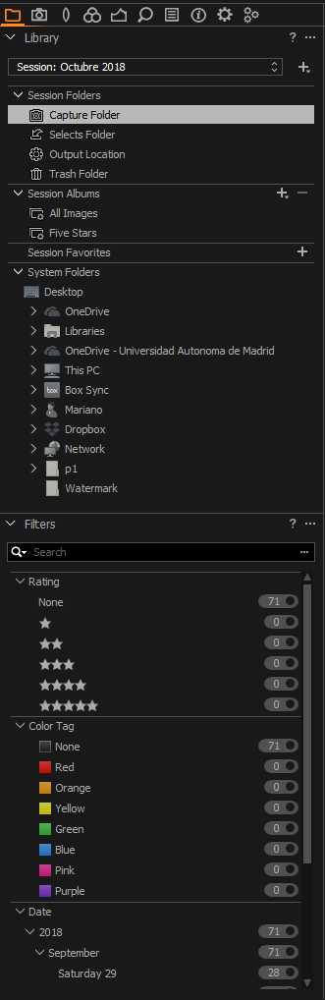 Library
?
Session: Octubre 2018
Session Folders
Capture Folder
Selects Folder
Output Location
Trash Folder
Session Albums
All Images
Five Stars
Session Favorites
System Folders
Desktop
OneDrive
Libraries
OneDrive - Universidad Autonoma de Madrid
This PC
box Box Sync
Mariano
Dropbox
Network
p1
Watermark
Filters ?
Search
Rating
None 71
0
0
0
0
0
Color Tag
None 71
Red 0
Orange 0
Yellow 0
Green 0
Blue 0
Pink 0
Purple 0
Date
2018 71
September 71
Saturday 29 28